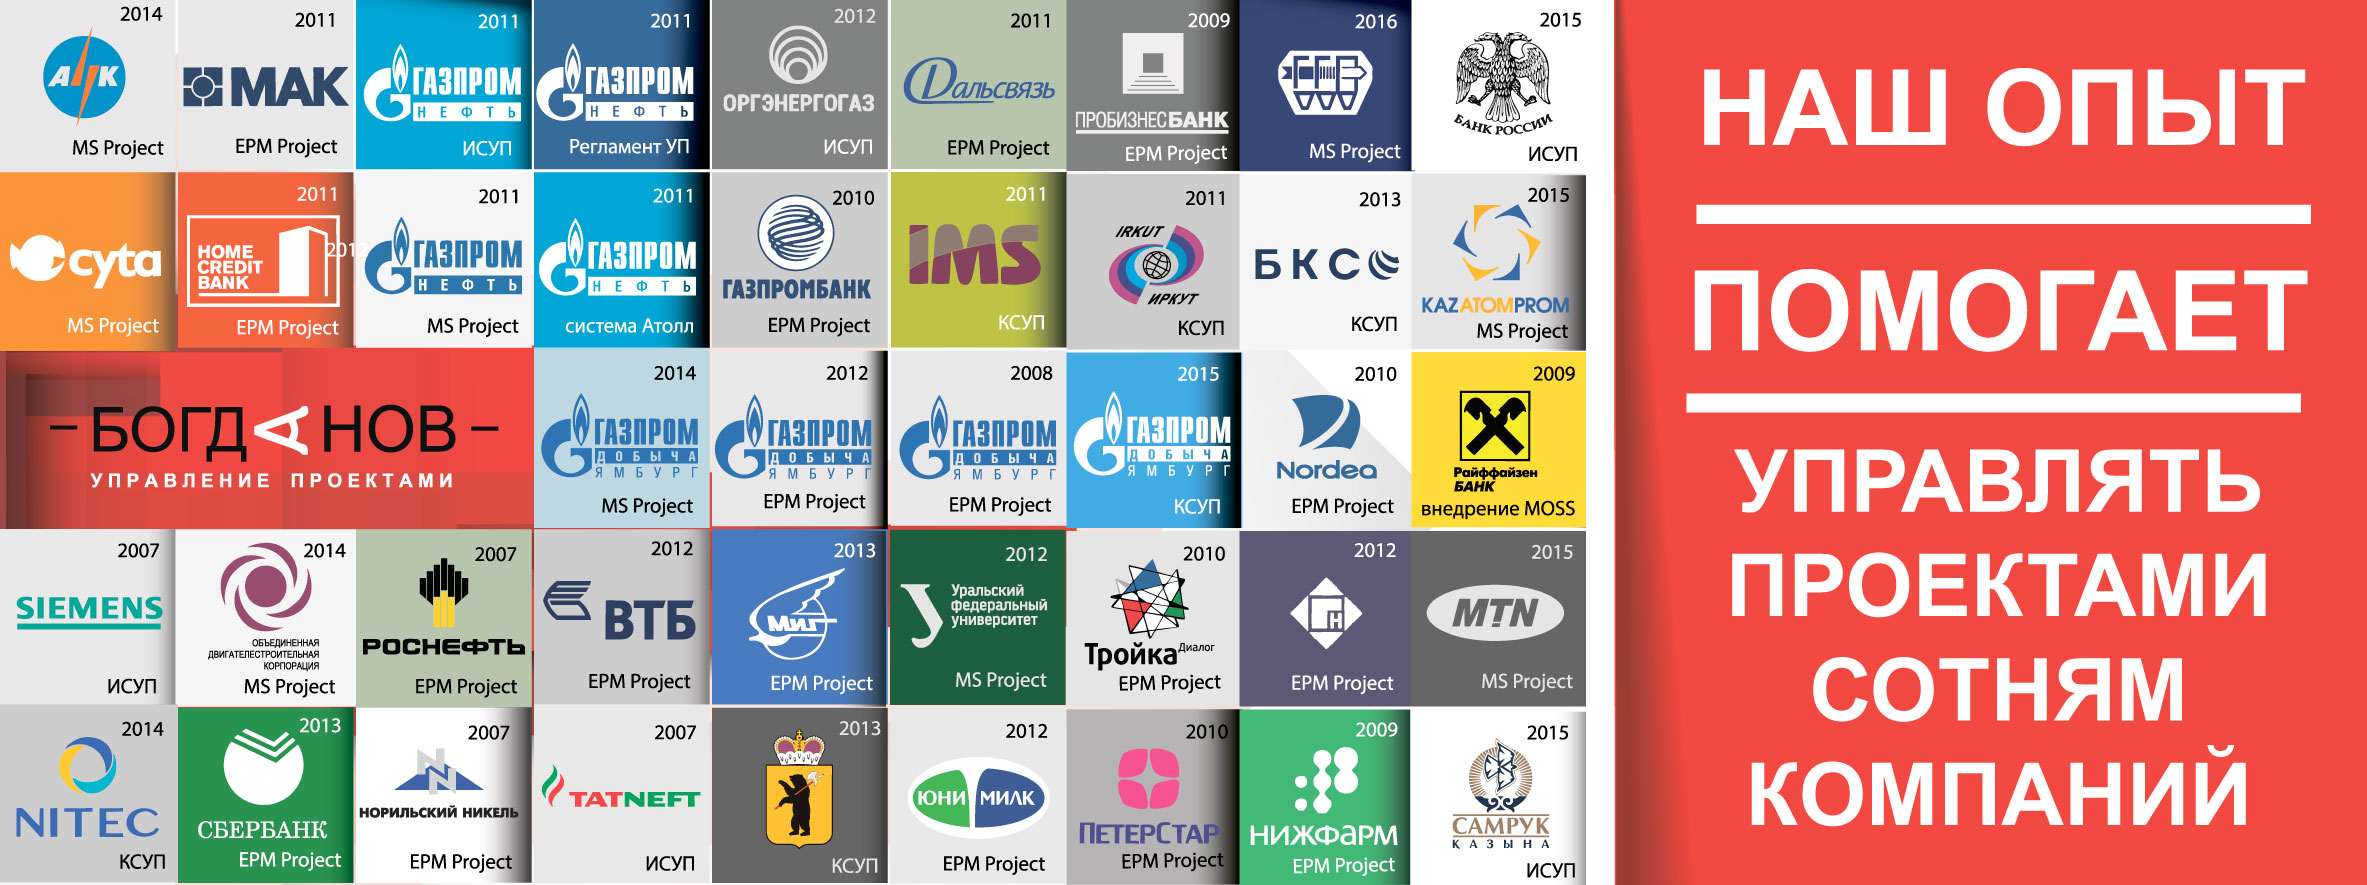 2014
АПК
MS Project
2011
МАК
EPM Project
2011
ГАЗПРОМ
НЕФТЬ
ИСУП
2011
ГАЗПРОМ
НЕФТЬ
Регламент УП
2012
ОРГЭНЕРГОГАЗ
ИСУП
2011
Дальсвязь
EPM Project
2009
ПРОБИЗНЕСБАНК
EPM Project
2016
MS Project
2015
БАНК РОССИИ
ИСУП
cyta
MS Project
2011
HOME
CREDIT
BANK
EPM Project
2011
ГАЗПРОМ
НЕФТЬ
MS Project
2011
ГАЗПРОМ
НЕФТЬ
система Атолл
2010
ГАЗПРОМБАНК
EPM Project
2011
IMS
КСУП
2011
IRKUT
ИРКУТ
КСУП
2013
БКС
КСУП
2015
KAZATOMPROM
MS Project
– БОГДАНОВ –
УПРАВЛЕНИЕ ПРОЕКТАМИ
2014
ГАЗПРОМ
ДОБЫЧА
ЯМБУРГ
MS Project
2012
ГАЗПРОМ
ДОБЫЧА
ЯМБУРГ
EPM Project
2008
ГАЗПРОМ
ДОБЫЧА
ЯМБУРГ
EPM Project
2015
ГАЗПРОМ
ДОБЫЧА
ЯМБУРГ
КСУП
2010
Nordea
EPM Project
2009
Райффайзен
БАНК
внедрение MOSS
2007
SIEMENS
ИСУП
2014
ОБЪЕДИНЕННАЯ
ДВИГАТЕЛЕСТРОИТЕЛЬНАЯ
КОРПОРАЦИЯ
MS Project
2007
РОСНЕФТЬ
EPM Project
2012
ВТБ
EPM Project
2013
МиГ
EPM Project
2012
Уральский
федеральный
университет
MS Project
2010
Тройка Диалог
EPM Project
2012
EPM Project
2015
MTN
MS Project
2014
NITEC
КСУП
2013
СБЕРБАНК
EPM Project
2007
НОРИЛЬСКИЙ НИКЕЛЬ
EPM Project
2007
TATNEFT
ИСУП
2013
КСУП
2012
ЮНИ МИЛК
EPM Project
2010
ПЕТЕРСТАР
EPM Project
2009
НИЖФАРМ
EPM Project
2015
САМРУК
ҚАЗЫНА
ИСУП
НАШ ОПЫТ
ПОМОГАЕТ
УПРАВЛЯТЬ
ПРОЕКТАМИ
СОТНЯМ
КОМПАНИЙ